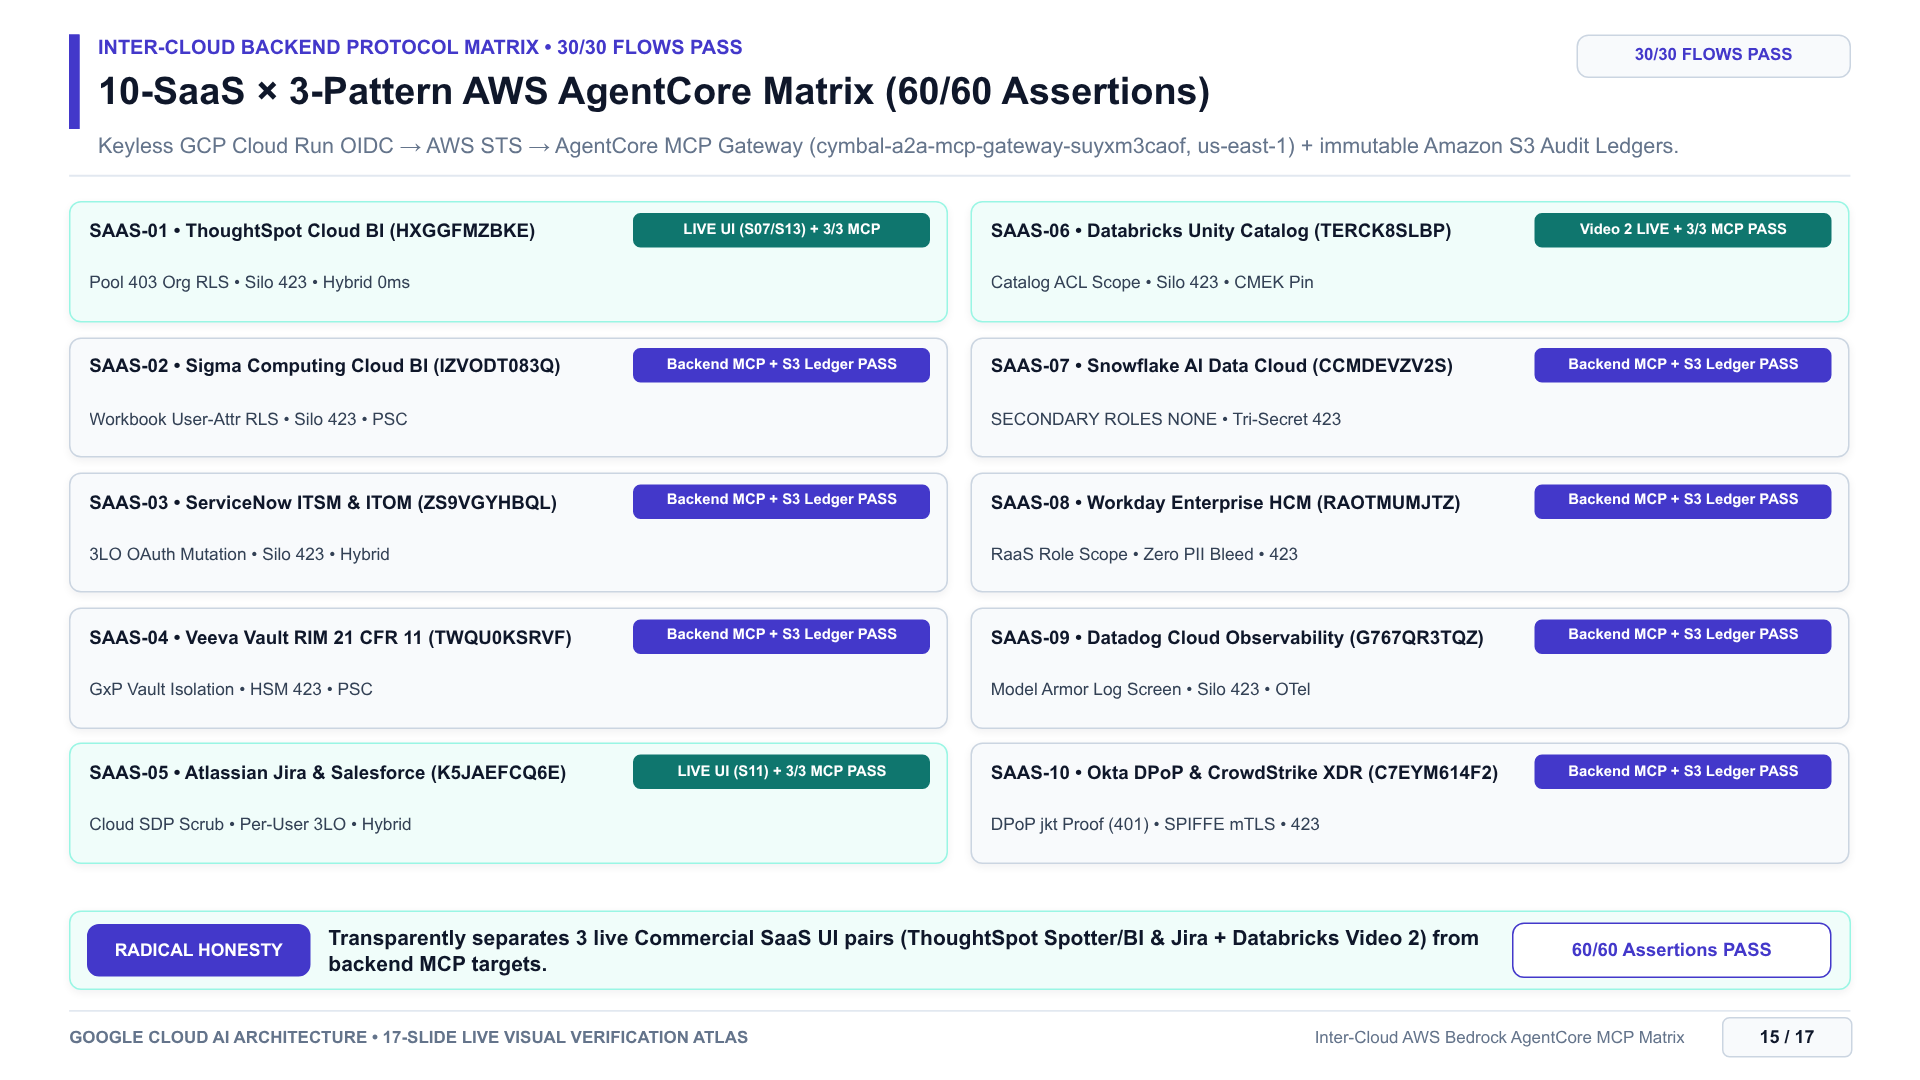 INTER-CLOUD BACKEND PROTOCOL MATRIX • 30/30 FLOWS PASS
30/30 FLOWS PASS
10-SaaS × 3-Pattern AWS AgentCore Matrix (60/60 Assertions)
Keyless GCP Cloud Run OIDC → AWS STS → AgentCore MCP Gateway (cymbal-a2a-mcp-gateway-suyxm3caof, us-east-1) + immutable Amazon S3 Audit Ledgers.
SAAS-01 • ThoughtSpot Cloud BI (HXGGFMZBKE)
LIVE UI (S07/S13) + 3/3 MCP
Pool 403 Org RLS • Silo 423 • Hybrid 0ms
SAAS-06 • Databricks Unity Catalog (TERCK8SLBP)
Video 2 LIVE + 3/3 MCP PASS
Catalog ACL Scope • Silo 423 • CMEK Pin
SAAS-02 • Sigma Computing Cloud BI (IZVODT083Q)
Backend MCP + S3 Ledger PASS
Workbook User-Attr RLS • Silo 423 • PSC
SAAS-07 • Snowflake AI Data Cloud (CCMDEVZV2S)
Backend MCP + S3 Ledger PASS
SECONDARY ROLES NONE • Tri-Secret 423
SAAS-03 • ServiceNow ITSM & ITOM (ZS9VGYHBQL)
Backend MCP + S3 Ledger PASS
3LO OAuth Mutation • Silo 423 • Hybrid
SAAS-08 • Workday Enterprise HCM (RAOTMUMJTZ)
Backend MCP + S3 Ledger PASS
RaaS Role Scope • Zero PII Bleed • 423
SAAS-04 • Veeva Vault RIM 21 CFR 11 (TWQU0KSRVF)
Backend MCP + S3 Ledger PASS
GxP Vault Isolation • HSM 423 • PSC
SAAS-09 • Datadog Cloud Observability (G767QR3TQZ)
Backend MCP + S3 Ledger PASS
Model Armor Log Screen • Silo 423 • OTel
SAAS-05 • Atlassian Jira & Salesforce (K5JAEFCQ6E)
LIVE UI (S11) + 3/3 MCP PASS
Cloud SDP Scrub • Per-User 3LO • Hybrid
SAAS-10 • Okta DPoP & CrowdStrike XDR (C7EYM614F2)
Backend MCP + S3 Ledger PASS
DPoP jkt Proof (401) • SPIFFE mTLS • 423
RADICAL HONESTY
Transparently separates 3 live Commercial SaaS UI pairs (ThoughtSpot Spotter/BI & Jira + Databricks Video 2) from
backend MCP targets.
60/60 Assertions PASS
GOOGLE CLOUD AI ARCHITECTURE • 17-SLIDE LIVE VISUAL VERIFICATION ATLAS
Inter-Cloud AWS Bedrock AgentCore MCP Matrix
15 / 17